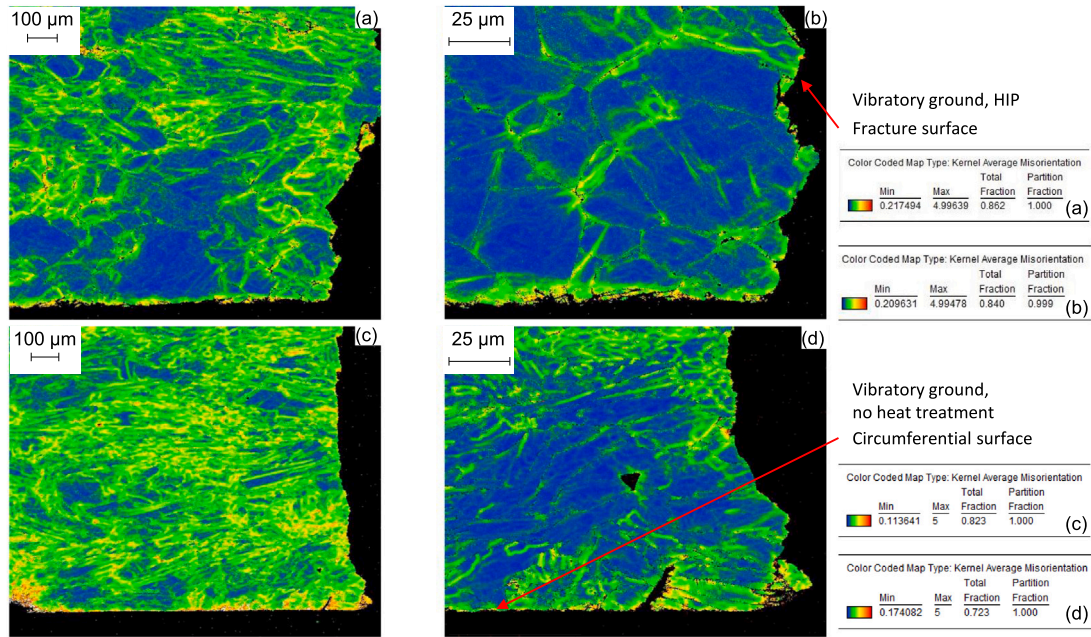 100 µm
(a)
25 µm
(b)
Vibratory ground, HIP
Fracture surface
Color Coded Map Type: Kernel Average Misorientation
Total Partition
Min Max Fraction Fraction
0.217494 4.99639 0.862 1.000
(a)
Color Coded Map Type: Kernel Average Misorientation
Total Partition
Min Max Fraction Fraction
0.209631 4.99478 0.840 0.999
(b)
100 µm
(c)
25 µm
(d)
Vibratory ground,
no heat treatment
Circumferential surface
Color Coded Map Type: Kernel Average Misorientation
Total Partition
Min Max Fraction Fraction
0.113641 5 0.823 1.000
(c)
Color Coded Map Type: Kernel Average Misorientation
Total Partition
Min Max Fraction Fraction
0.174082 5 0.723 1.000
(d)